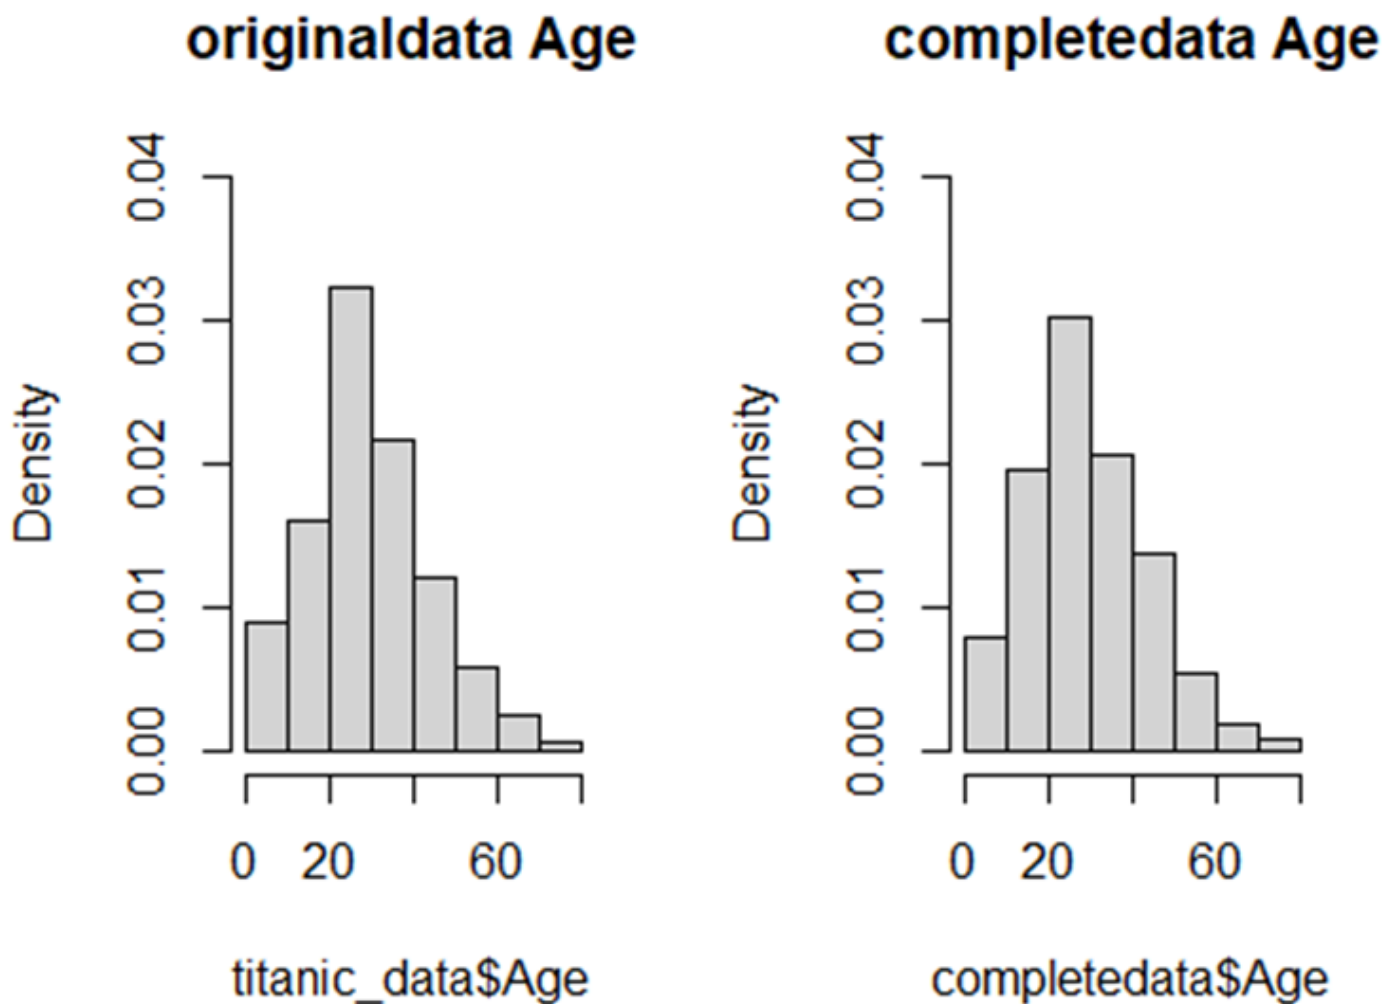 originaldata Age
Density
0.04
0.03
0.02
0.01
0.00
0 20 60
titanic_data$Age
completedata Age
Density
0.04
0.03
0.02
0.01
0.00
0 20 60
completedata$Age